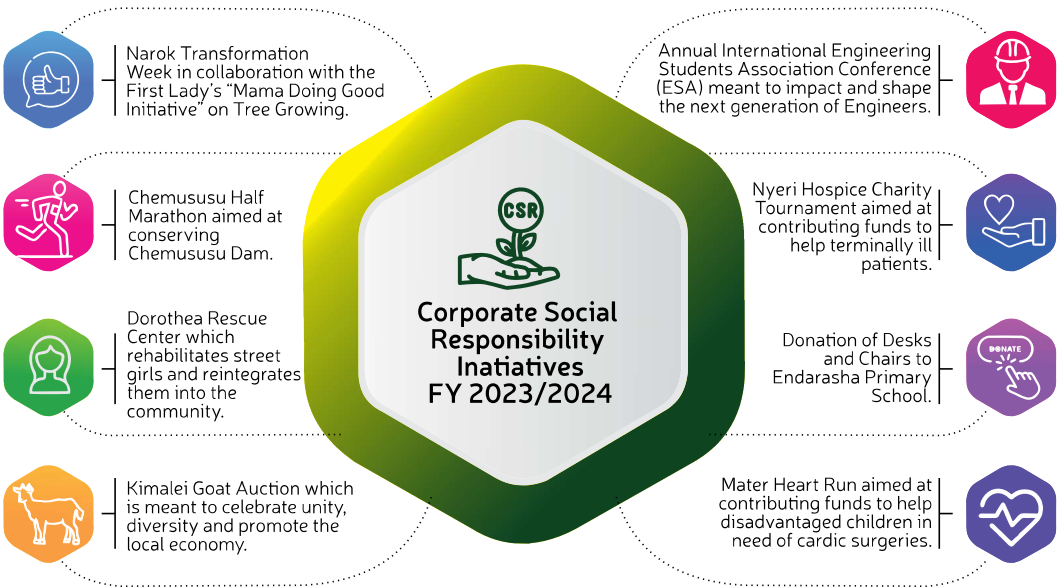 Narok Transformation
Week in collaboration with the
First Lady's “Mama Doing Good
Initiative” on Tree Growing.
Chemususu Half
Marathon aimed at
conserving
Chemususu Dam.
Dorothea Rescue
Center which
rehabilitates street
girls and reintegrates
them into the
community.
Kimalei Goat Auction which
is meant to celebrate unity,
diversity and promote the
local economy.
CSR
Corporate Social
Responsibility
Initiatives
FY 2023/2024
Annual International Engineering
Students Association Conference
(ESA) meant to impact and shape
the next generation of Engineers.
Nyeri Hospice Charity
Tournament aimed at
contributing funds to
help terminally ill
patients.
Donation of Desks
and Chairs to
Endarasha Primary
School.
DONATE
Mater Heart Run aimed at
contributing funds to help
disadvantaged children in
need of cardic surgeries.